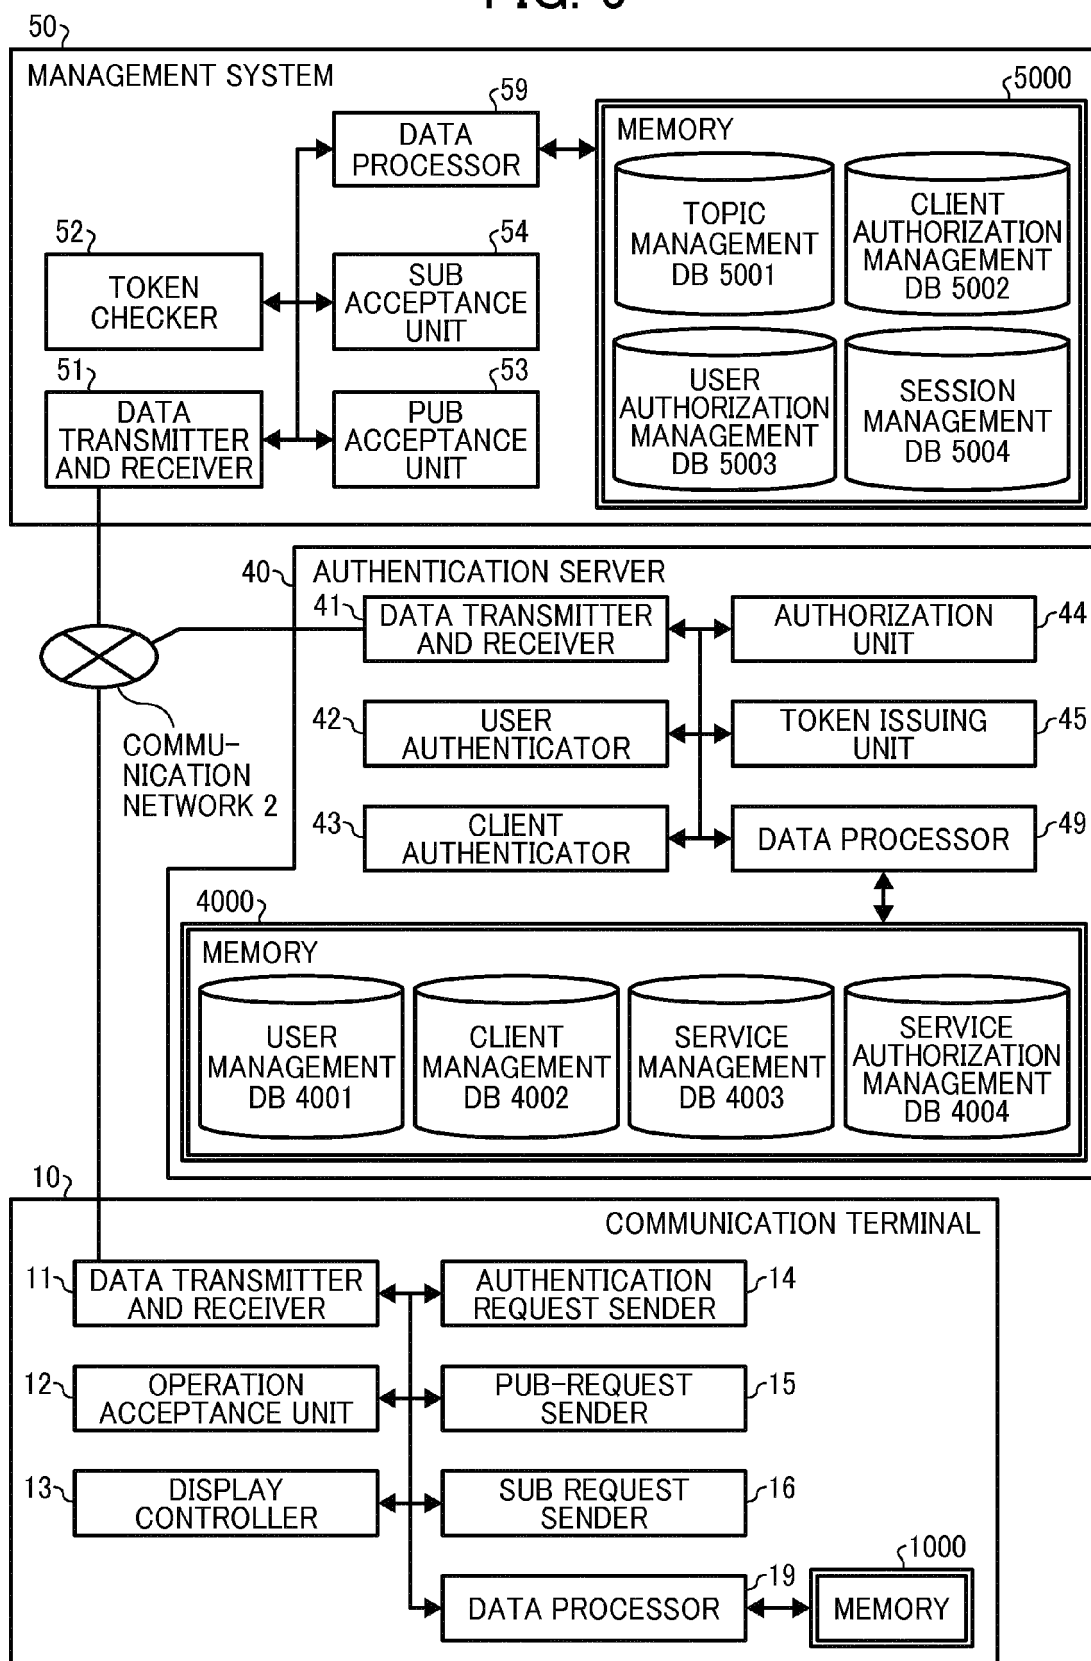 50
MANAGEMENT SYSTEM
59
DATA
PROCESSOR
5000
MEMORY
TOPIC
MANAGEMENT
DB 5001
CLIENT
AUTHORIZATION
MANAGEMENT
DB 5002
52
TOKEN
CHECKER
54
SUB
ACCEPTANCE
UNIT
51
DATA
TRANSMITTER
AND RECEIVER
53
PUB
ACCEPTANCE
UNIT
USER
AUTHORIZATION
MANAGEMENT
DB 5003
SESSION
MANAGEMENT
DB 5004
40
AUTHENTICATION SERVER
41
DATA TRANSMITTER
AND RECEIVER
AUTHORIZATION
UNIT
44
42
USER
AUTHENTICATOR
TOKEN ISSUING
UNIT
45
COMMU-
NICATION
NETWORK 2
43
CLIENT
AUTHENTICATOR
DATA PROCESSOR
49
4000
MEMORY
USER
MANAGEMENT
DB 4001
CLIENT
MANAGEMENT
DB 4002
SERVICE
MANAGEMENT
DB 4003
SERVICE
AUTHORIZATION
MANAGEMENT
DB 4004
10
COMMUNICATION TERMINAL
11
DATA TRANSMITTER
AND RECEIVER
AUTHENTICATION
REQUEST SENDER
14
12
OPERATION
ACCEPTANCE UNIT
PUB-REQUEST
SENDER
15
13
DISPLAY
CONTROLLER
SUB REQUEST
SENDER
16
DATA PROCESSOR
19
1000
MEMORY